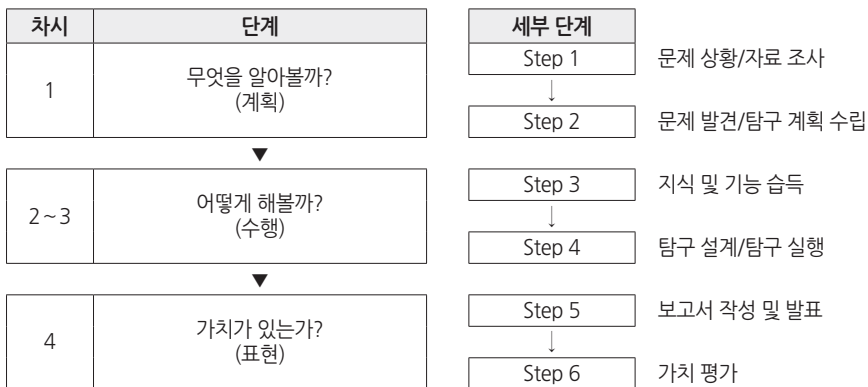 차시 단계 세부 단계
1 무엇을 알아볼까?
(계획)
Step 1 문제 상황/자료 조사
↓
Step 2 문제 발견/탐구 계획 수립
▼
2~3 어떻게 해볼까?
(수행)
Step 3 지식 및 기능 습득
↓
Step 4 탐구 설계/탐구 실행
▼
4 가치가 있는가?
(표현)
Step 5 보고서 작성 및 발표
↓
Step 6 가치 평가